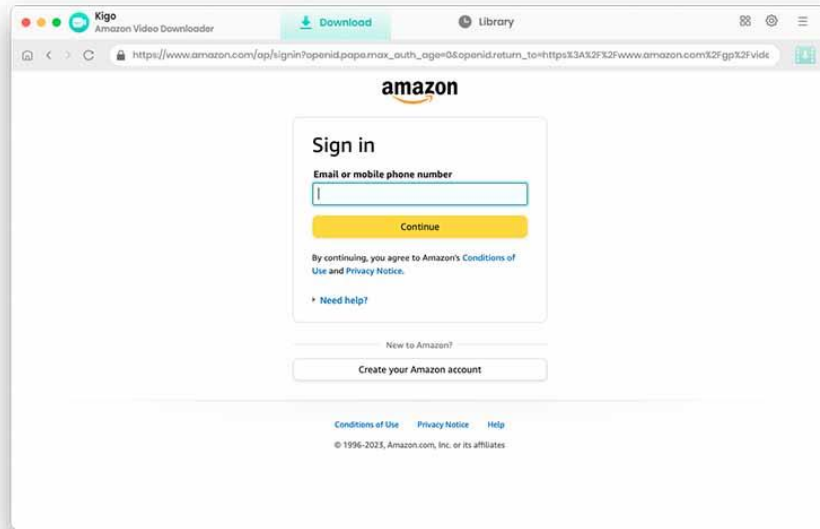 Kigo
Amazon Video Downloader
Download
Library
https://www.amazon.com/ap/signin?openid.pape.max_auth_age=0&openid.return_to=https%3A%2F%2Fwww.amazon.com%2Fgp%2Fvide
amazon
Sign in
Email or mobile phone number
Continue
By continuing, you agree to Amazon's Conditions of
Use and Privacy Notice.
Need help?
New to Amazon?
Create your Amazon account
Conditions of Use Privacy Notice Help
© 1996-2023, Amazon.com, Inc. or its affiliates